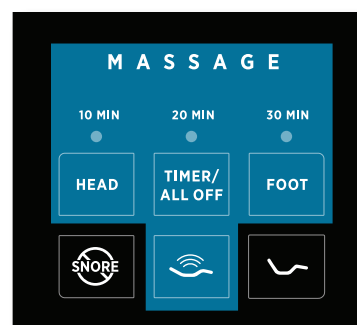 MASSAGE
10 MIN 20 MIN 30 MIN
HEAD TIMER/ ALL OFF FOOT
SNORE